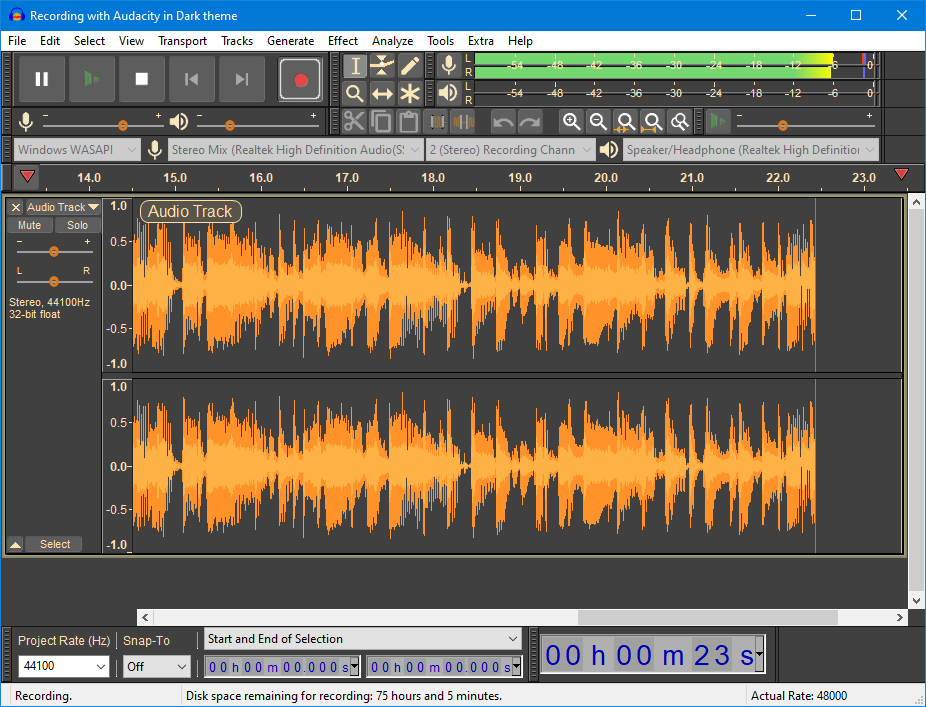 Recording with Audacity in Dark theme
File Edit Select View Transport Tracks Generate Effect Analyze Tools Extra Help
L
R
-54 -48 -42 -36 -30 -24 -18 -12 -6 0
L
R
-54 -48 -42 -36 -30 -24 -18 -12 -6 0
- + - + - +
Windows WASAPI Stereo Mix (Realtek High Definition Audio(S 2 (Stereo) Recording Chann Speaker/Headphone (Realtek High Definition
14.0 15.0 16.0 17.0 18.0 19.0 20.0 21.0 22.0 23.0
Audio Track
Mute Solo
- +
L R
Stereo, 44100Hz
32-bit float
Select
Audio Track
1.0
0.5-
0.0-
-0.5-
-1.0
1.0
0.5-
0.0-
-0.5-
-1.0
Project Rate (Hz) Snap-To Start and End of Selection
44100 Off 00 h 00 m 00.000 s 00 h 00 m 00.000 s
00 h 00 m 23 s
Recording. Disk space remaining for recording: 75 hours and 5 minutes. Actual Rate: 48000